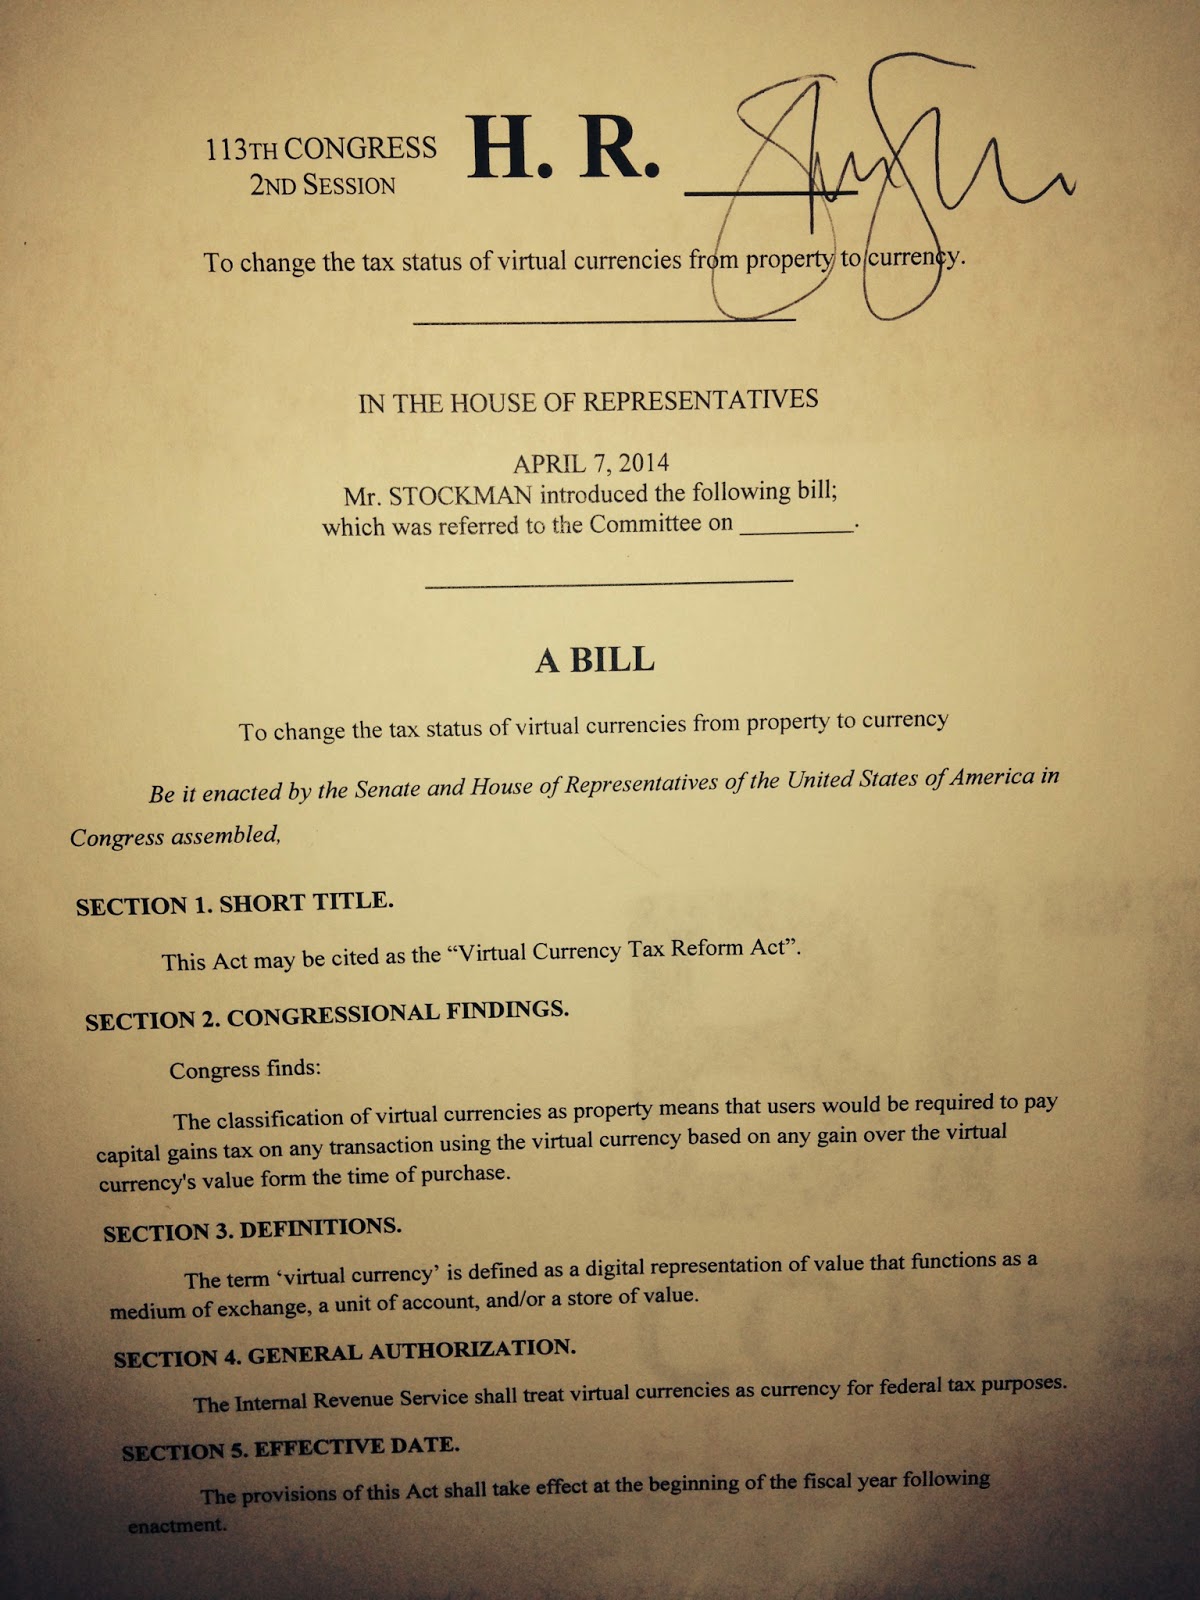 113TH CONGRESS
2ND SESSION
H. R. ________
To change the tax status of virtual currencies from property to currency.
IN THE HOUSE OF REPRESENTATIVES
APRIL 7, 2014
Mr. STOCKMAN introduced the following bill;
which was referred to the Committee on _________.
A BILL
To change the tax status of virtual currencies from property to currency
Be it enacted by the Senate and House of Representatives of the United States of America in
Congress assembled,
SECTION 1. SHORT TITLE.
This Act may be cited as the “Virtual Currency Tax Reform Act”.
SECTION 2. CONGRESSIONAL FINDINGS.
Congress finds:
The classification of virtual currencies as property means that users would be required to pay
capital gains tax on any transaction using the virtual currency based on any gain over the virtual
currency's value form the time of purchase.
SECTION 3. DEFINITIONS.
The term ‘virtual currency’ is defined as a digital representation of value that functions as a
medium of exchange, a unit of account, and/or a store of value.
SECTION 4. GENERAL AUTHORIZATION.
The Internal Revenue Service shall treat virtual currencies as currency for federal tax purposes.
SECTION 5. EFFECTIVE DATE.
The provisions of this Act shall take effect at the beginning of the fiscal year following
enactment.